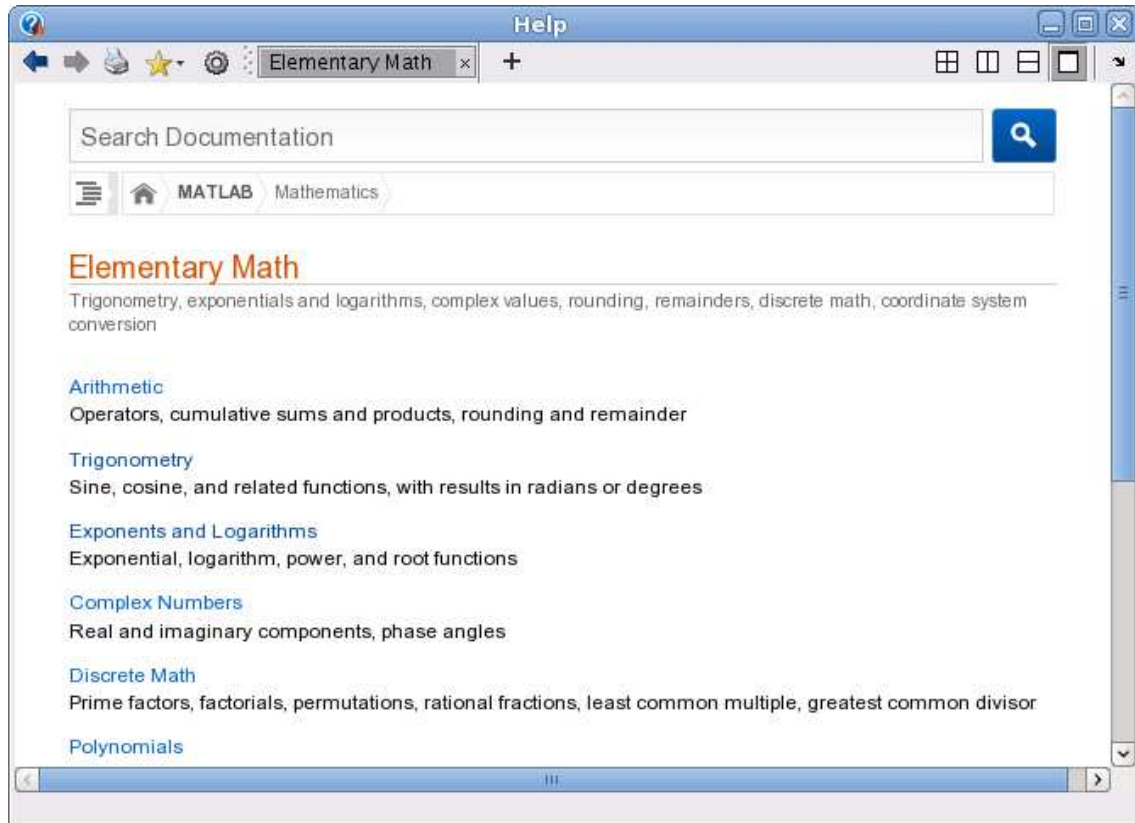 Help
Elementary Math
Search Documentation
MATLAB Mathematics
Elementary Math
Trigonometry, exponentials and logarithms, complex values, rounding, remainders, discrete math, coordinate system
conversion
Arithmetic
Operators, cumulative sums and products, rounding and remainder
Trigonometry
Sine, cosine, and related functions, with results in radians or degrees
Exponents and Logarithms
Exponential, logarithm, power, and root functions
Complex Numbers
Real and imaginary components, phase angles
Discrete Math
Prime factors, factorials, permutations, rational fractions, least common multiple, greatest common divisor
Polynomials